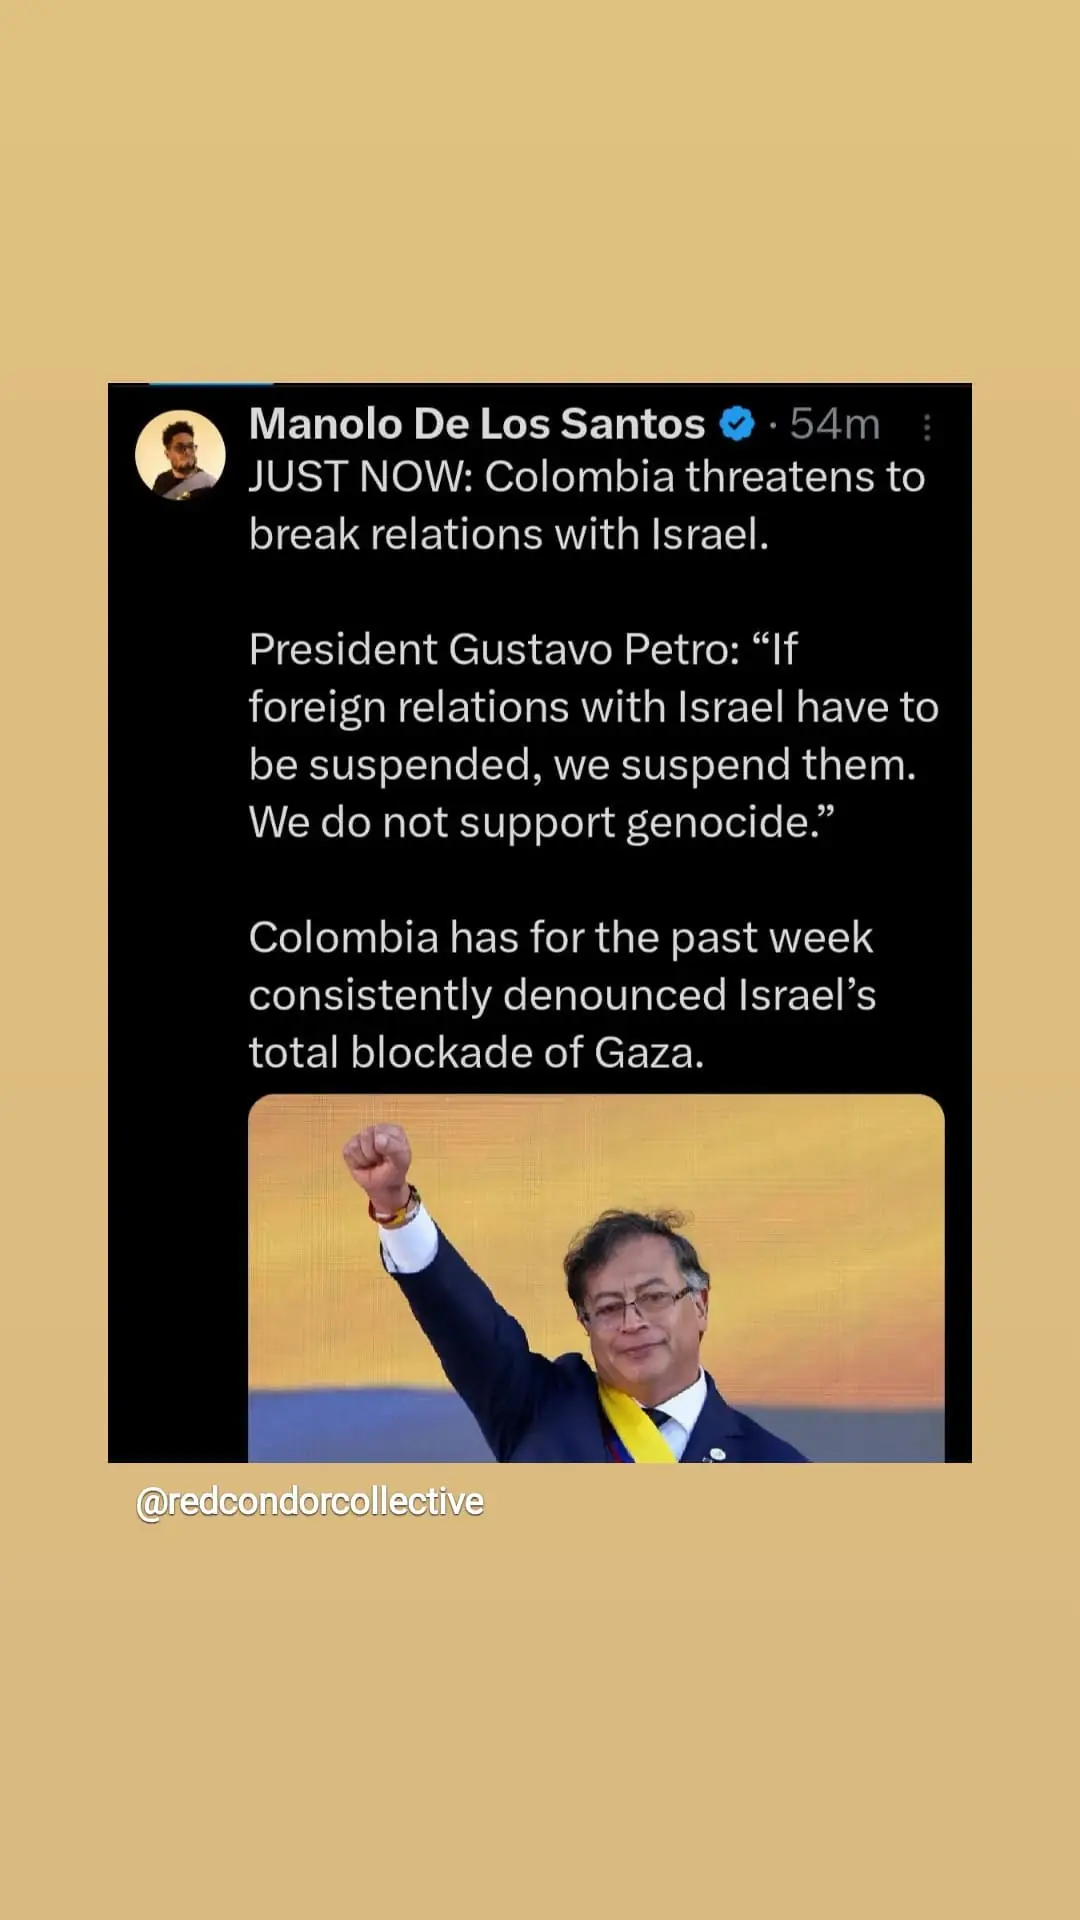 Manolo De Los Santos · 54m
JUST NOW: Colombia threatens to
break relations with Israel.
President Gustavo Petro: “If
foreign relations with Israel have to
be suspended, we suspend them.
We do not support genocide.”
Colombia has for the past week
consistently denounced Israel’s
total blockade of Gaza.
@redcondorcollective